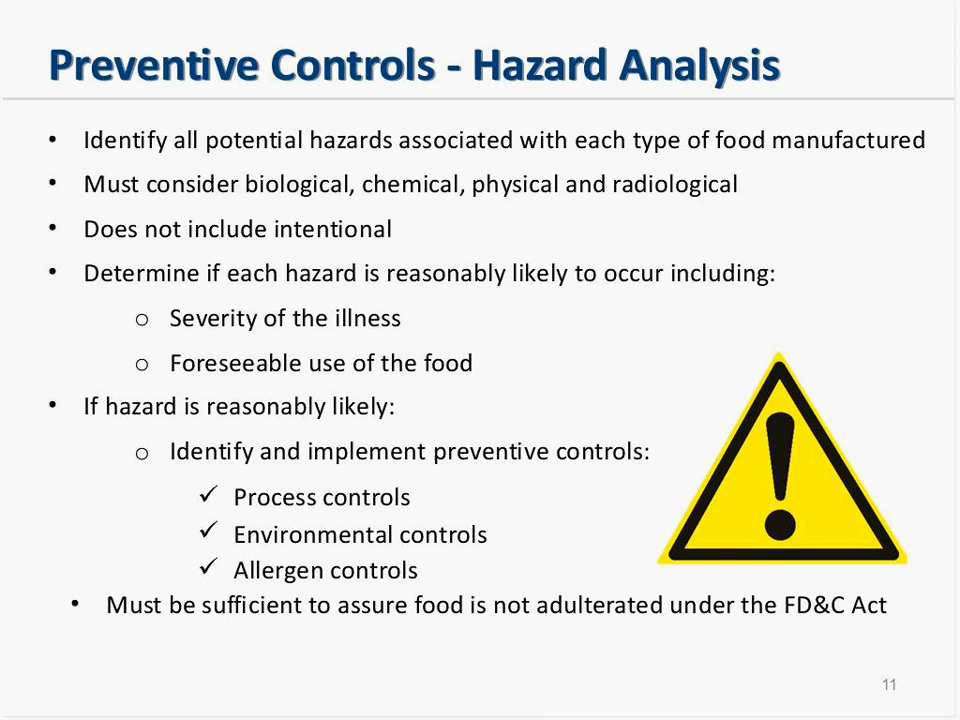 Preventive Controls - Hazard Analysis
• Identify all potential hazards associated with each type of food manufactured
• Must consider biological, chemical, physical and radiological
• Does not include intentional
• Determine if each hazard is reasonably likely to occur including:
o Severity of the illness
o Foreseeable use of the food
• If hazard is reasonably likely:
o Identify and implement preventive controls:
✓ Process controls
✓ Environmental controls
✓ Allergen controls
• Must be sufficient to assure food is not adulterated under the FD&C Act
11